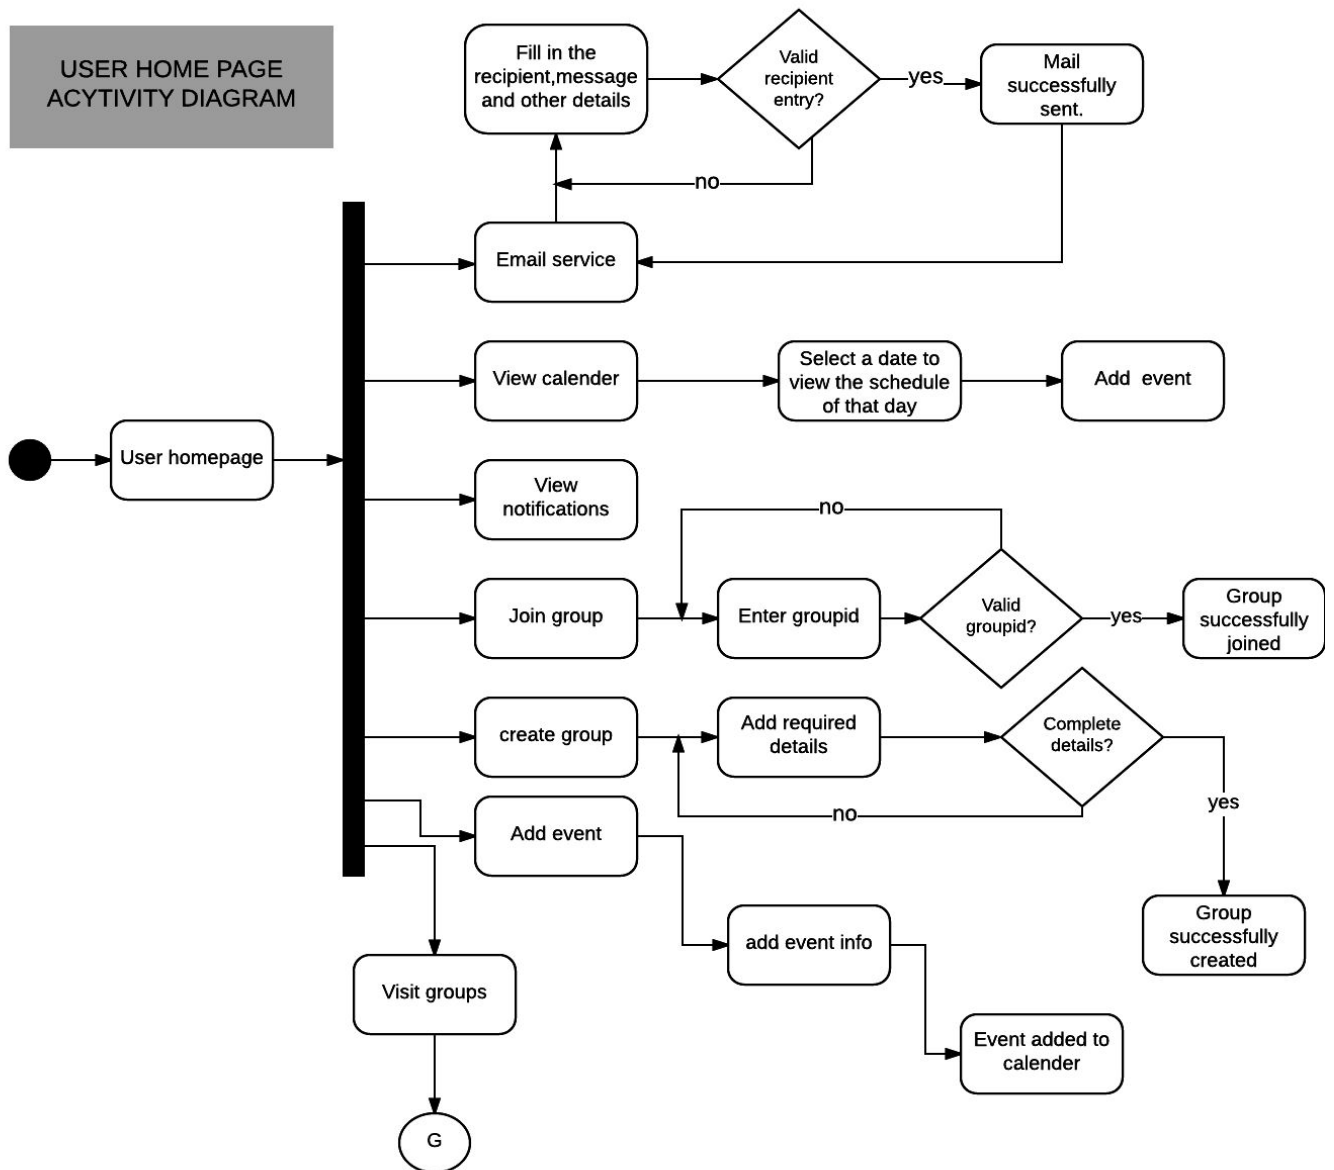 USER HOME PAGE
ACYTIVITY DIAGRAM
Fill in the
recipient,message
and other details
Valid
recipient
entry?
yes
Mail
successfully
sent.
no
Email service
View calender
Select a date to
view the schedule
of that day
Add event
User homepage
View
notifications
no
Join group
Enter groupid
Valid
groupid?
yes
Group
successfully
joined
create group
Add required
details
Complete
details?
no
yes
Add event
add event info
Group
successfully
created
Visit groups
Event added to
calender
G